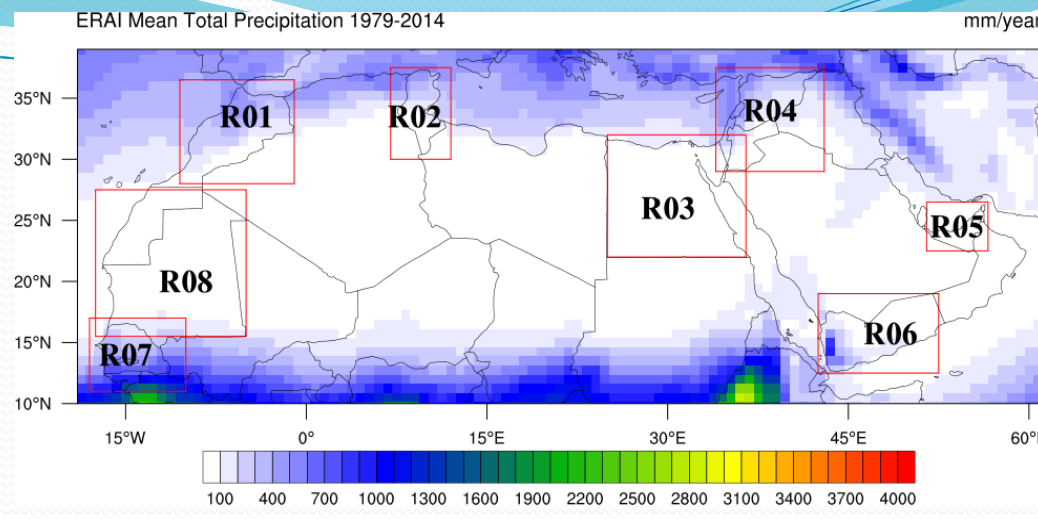 ERAI Mean Total Precipitation 1979-2014
mm/year
35°N
30°N
25°N
20°N
15°N
10°N
R01
R02
R04
R03
R05
R08
R06
R07
15°W
0°
15°E
30°E
45°E
60°E
100 400 700 1000 1300 1600 1900 2200 2500 2800 3100 3400 3700 4000